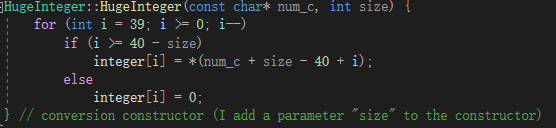 HugeInteger::HugeInteger(const char* num_c, int size) {
    for (int i = 39; i >= 0; i--)
        if (i >= 40 - size)
            integer[i] = *(num_c + size - 40 + i);
        else
            integer[i] = 0;
} // conversion constructor (I add a parameter "size" to the constructor)